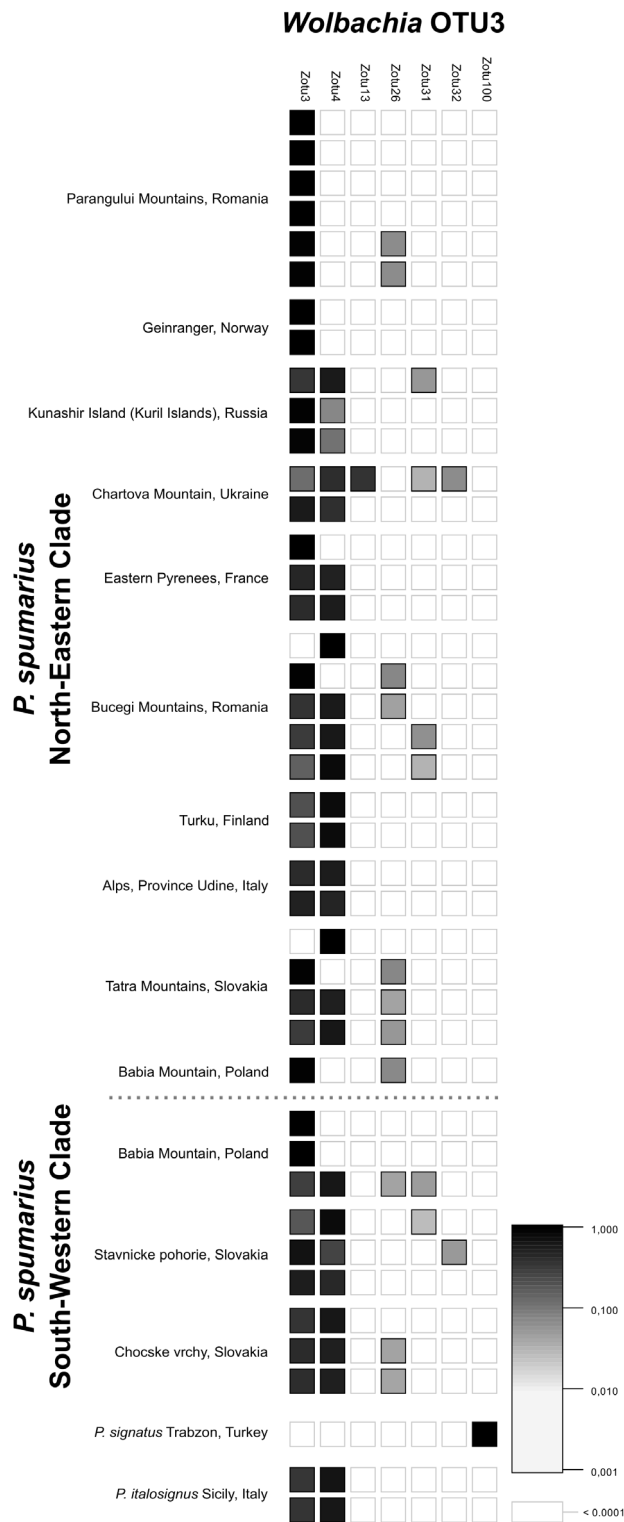 Wolbachia OTU3
Zotu3
Zotu4
Zotu13
Zotu26
Zotu31
Zotu32
Zotu100
P. spumarius
North-Eastern Clade
Parangului Mountains, Romania
Geinranger, Norway
Kunashir Island (Kuril Islands), Russia
Chartova Mountain, Ukraine
Eastern Pyrenees, France
Bucegi Mountains, Romania
Turku, Finland
Alps, Province Udine, Italy
Tatra Mountains, Slovakia
Babia Mountain, Poland
P. spumarius
South-Western Clade
Babia Mountain, Poland
Stavnicke pohorie, Slovakia
Chocske vrchy, Slovakia
P. signatus Trabzon, Turkey
P. italosignus Sicily, Italy
1,000
0,100
0,010
0,001
< 0.0001